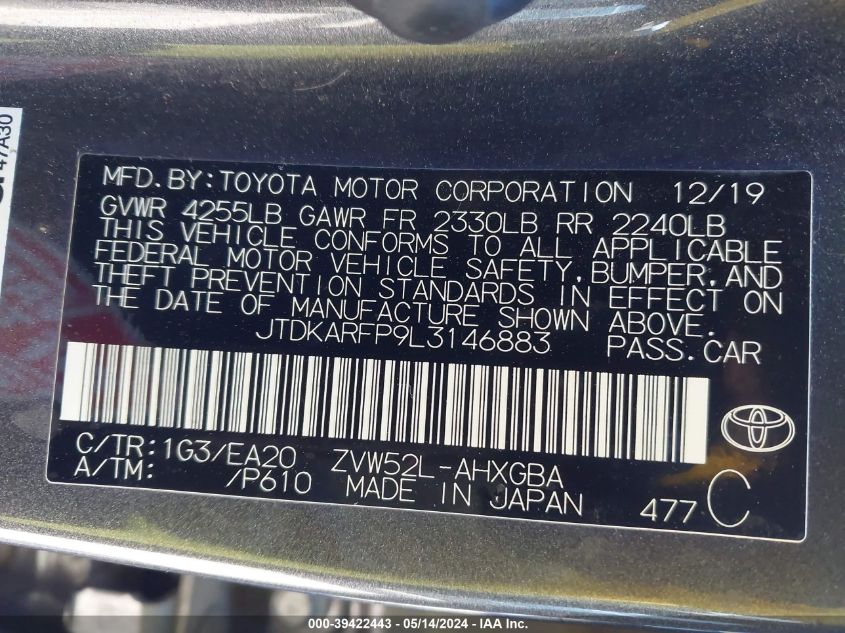 47A30
MFD.BY:TOYOTA MOTOR CORPORATION 12/19
GVWR 4255LB GAWR FR 2330LB RR 2240LB
THIS VEHICLE CONFORMS TO ALL APPLICABLE
FEDERAL MOTOR VEHICLE SAFETY,BUMPER,AND
THEFT PREVENTION STANDARDS IN EFFECT ON
THE DATE OF MANUFACTURE SHOWN ABOVE.
JTDKARFP9L3146883 PASS.CAR
C/TR:1G3/EA20 ZVW52L-AHXGBA
A/TM: /P610 MADE IN JAPAN 477 C
000-39422443 - 05/14/2024 - IAA, Inc.